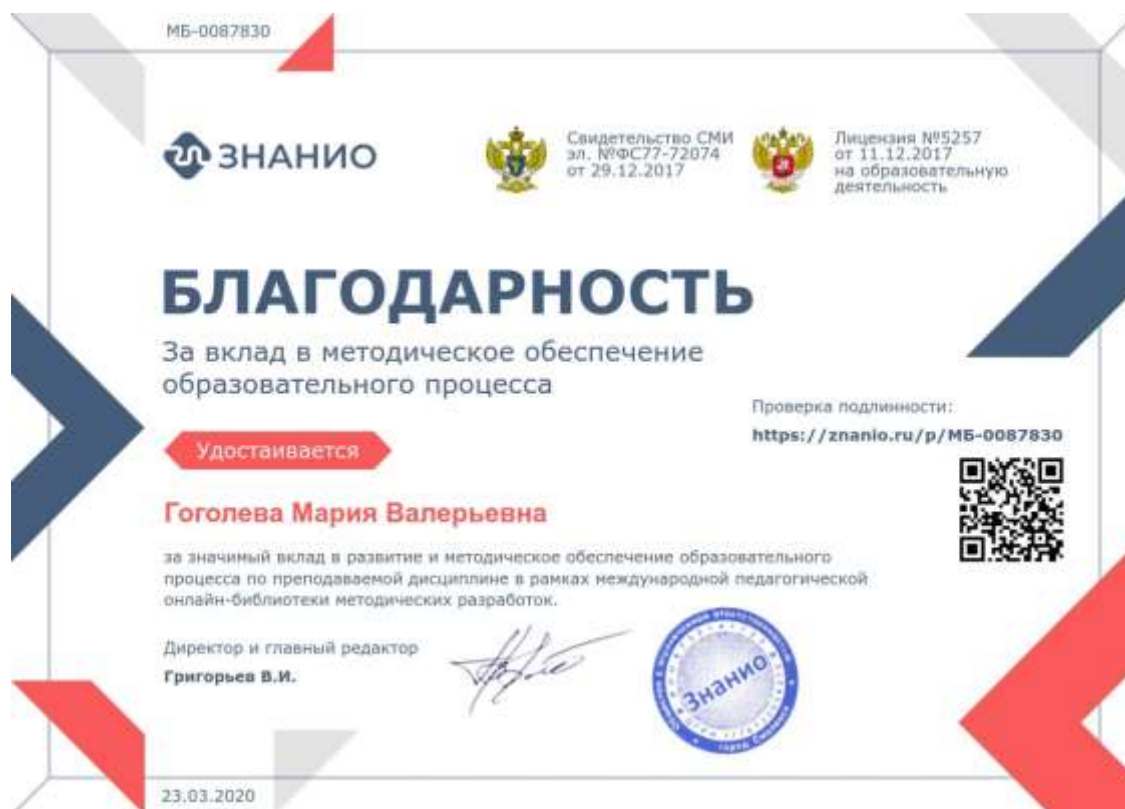 МБ-0087830
ЗНАНИО
Свидетельство СМИ
эл. №ФС77-72074
от 29.12.2017
Лицензия №5257
от 11.12.2017
на образовательную
деятельность
БЛАГОДАРНОСТЬ
За вклад в методическое обеспечение
образовательного процесса
Проверка подлинности:
https://znanio.ru/p/МБ-0087830
Удостаивается
Гоголева Мария Валерьевна
за значимый вклад в развитие и методическое обеспечение образовательного
процесса по преподаваемой дисциплине в рамках международной педагогической
онлайн-библиотеки методических разработок.
Директор и главный редактор
Григорьев В.И.
Знанио
город Смоленск
23.03.2020